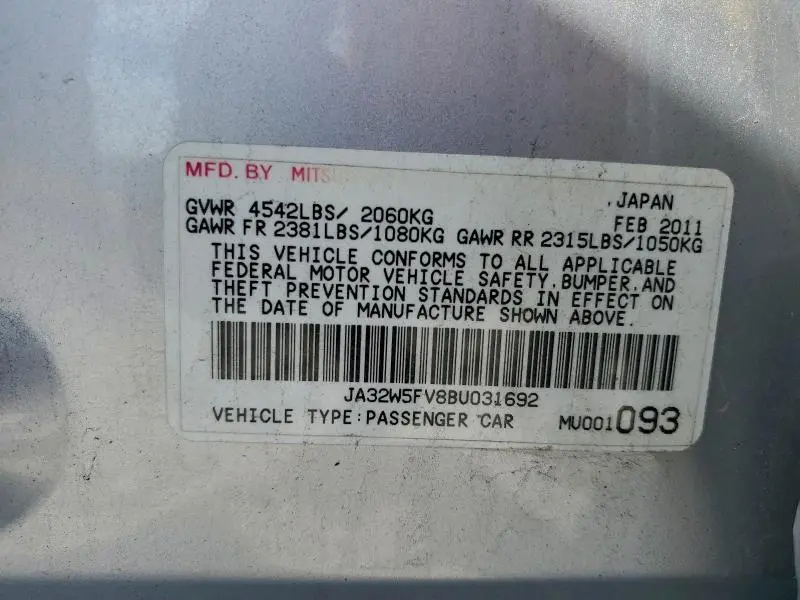 MFD. BY MITS
, JAPAN
GVWR 4542LBS/ 2060KG
FEB 2011
GAWR FR 2381LBS/1080KG GAWR RR 2315LBS/1050KG
THIS VEHICLE CONFORMS TO ALL APPLICABLE
FEDERAL MOTOR VEHICLE SAFETY, BUMPER, AND
THEFT PREVENTION STANDARDS IN EFFECT ON
THE DATE OF MANUFACTURE SHOWN ABOVE.
JA32W5FV8BU031692
VEHICLE TYPE: PASSENGER CAR
MU001093